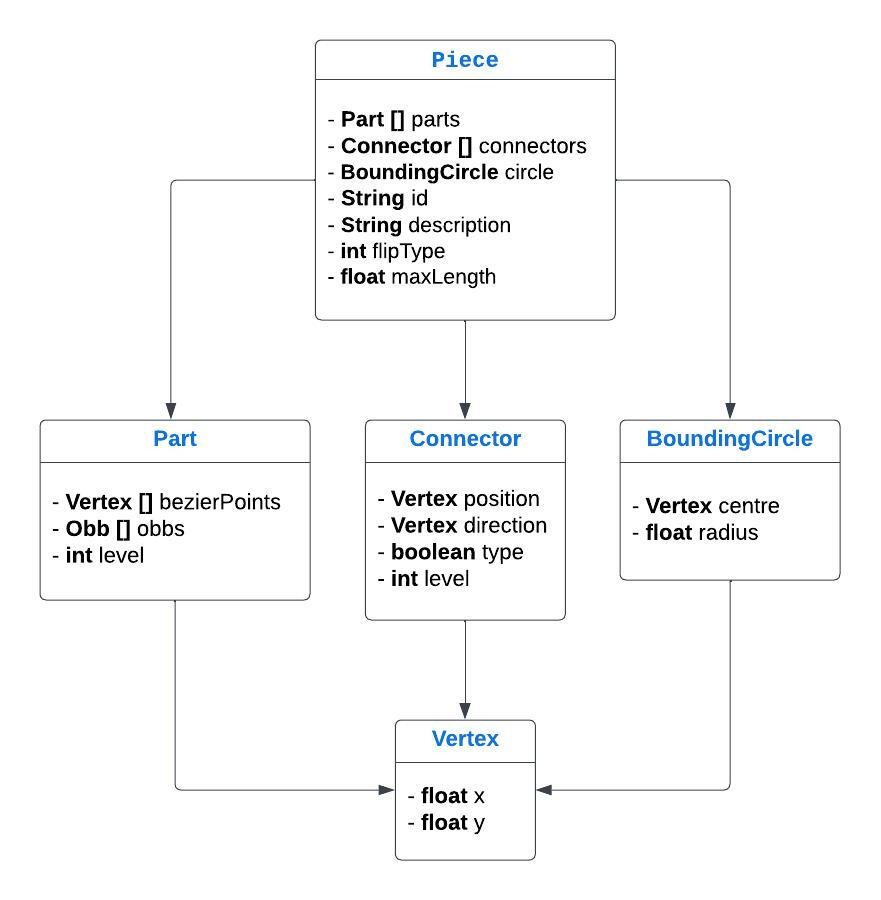 Piece
- Part [] parts
- Connector [] connectors
- BoundingCircle circle
- String id
- String description
- int flipType
- float maxLength
Part
- Vertex [] bezierPoints
- Obb [] obbs
- int level
Connector
- Vertex position
- Vertex direction
- boolean type
- int level
BoundingCircle
- Vertex centre
- float radius
Vertex
- float x
- float y